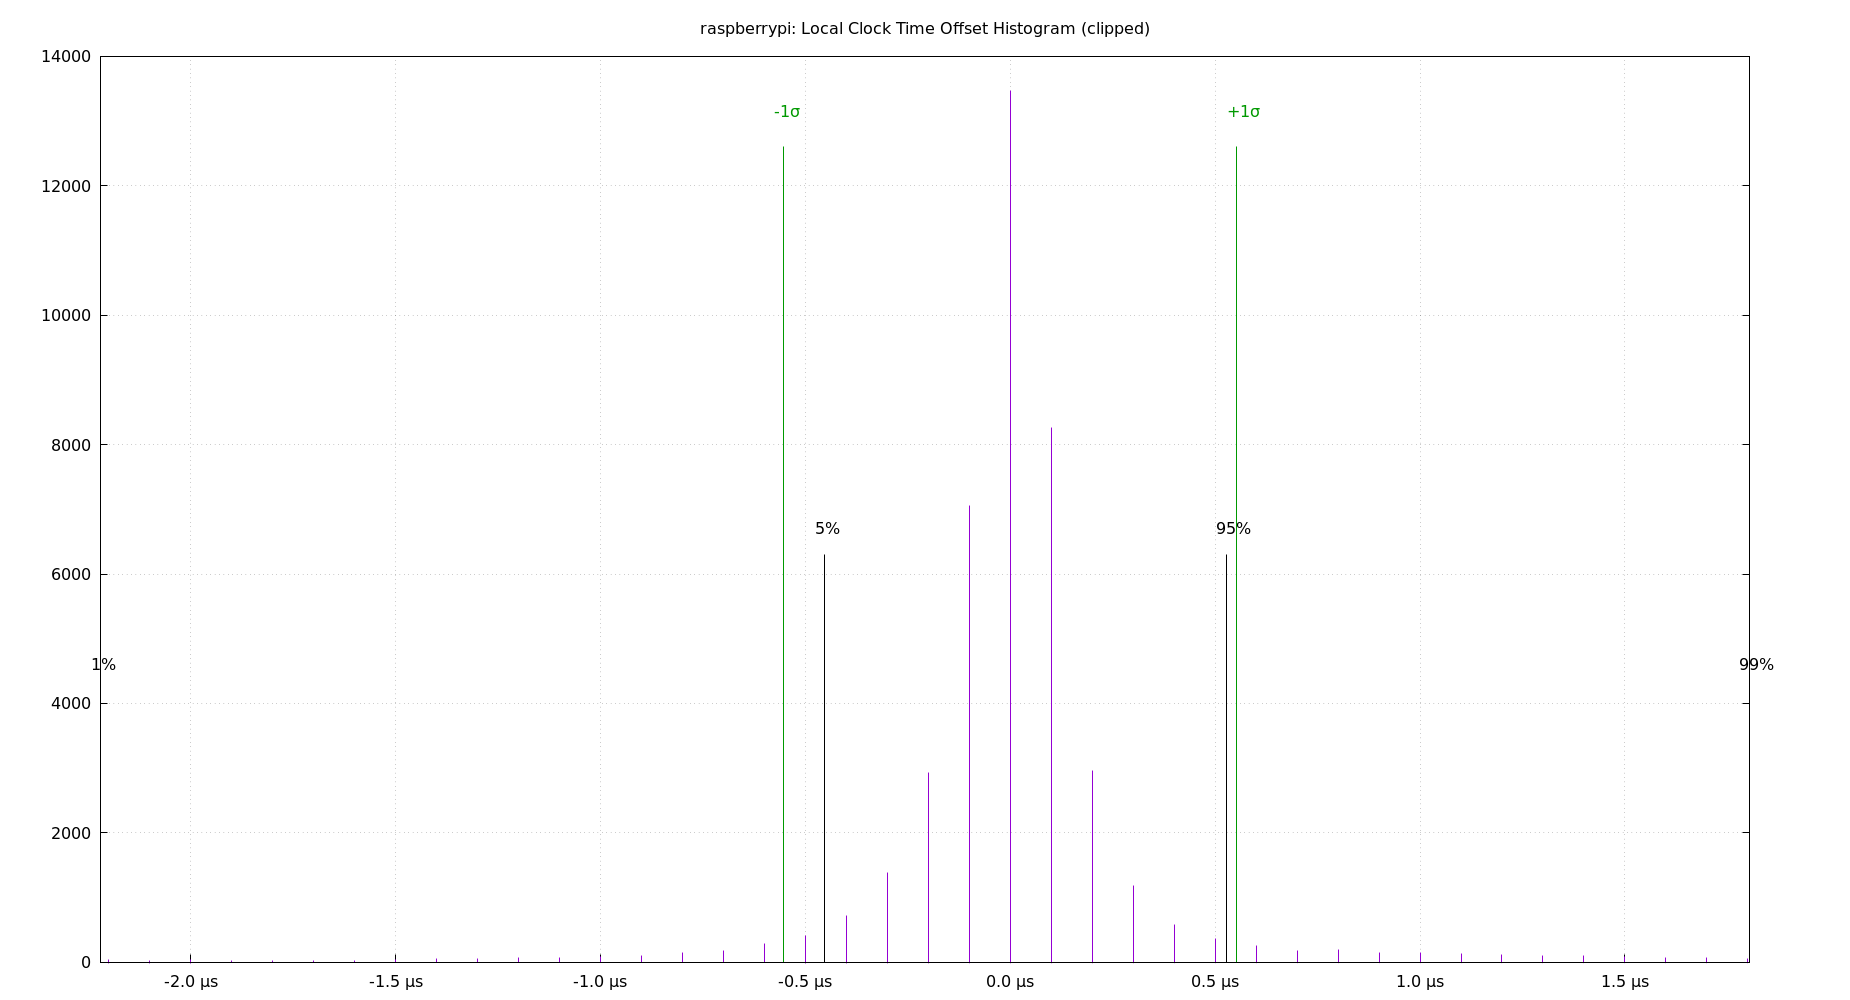 raspberrypi: Local Clock Time Offset Histogram (clipped)
14000
-1σ
+1σ
12000
10000
8000
5%
95%
6000
1%
99%
4000
2000
0
-2.0 µs
-1.5 µs
-1.0 µs
-0.5 µs
0.0 µs
0.5 µs
1.0 µs
1.5 µs